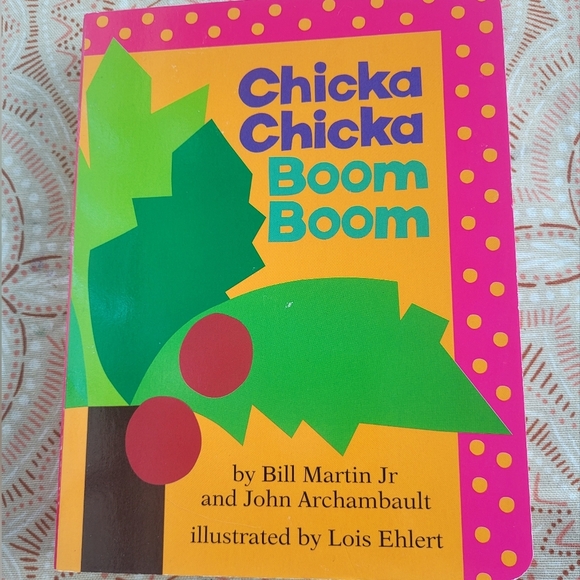 Chicka
Chicka
Boom
Boom
by Bill Martin Jr
and John Archambault
illustrated by Lois Ehlert